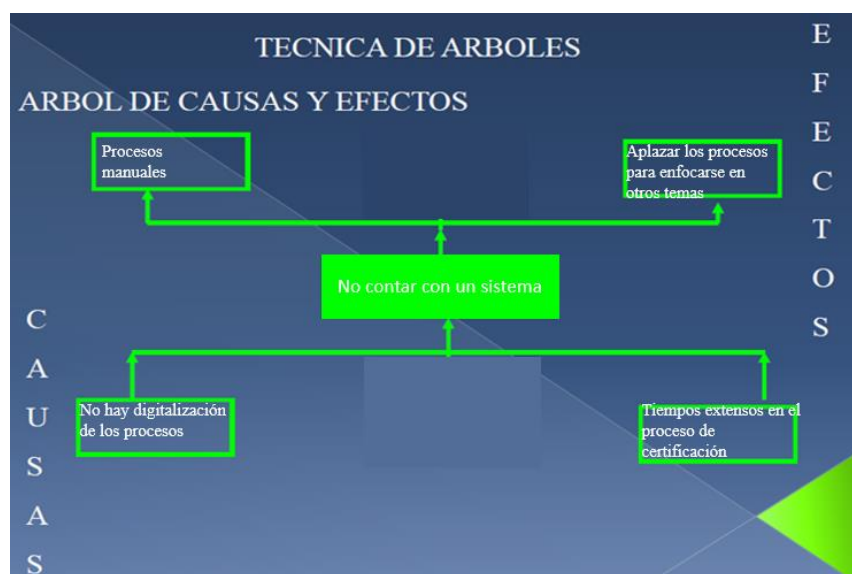 TECNICA DE ARBOLES
ARBOL DE CAUSAS Y EFECTOS
E
F
E
C
T
O
S
Procesos
manuales
Aplazar los procesos
para enfocarse en
otros temas
No contar con un sistema
C
A
U
S
A
S
No hay digitalización
de los procesos
Tiempos extensos en el
proceso de
certificación